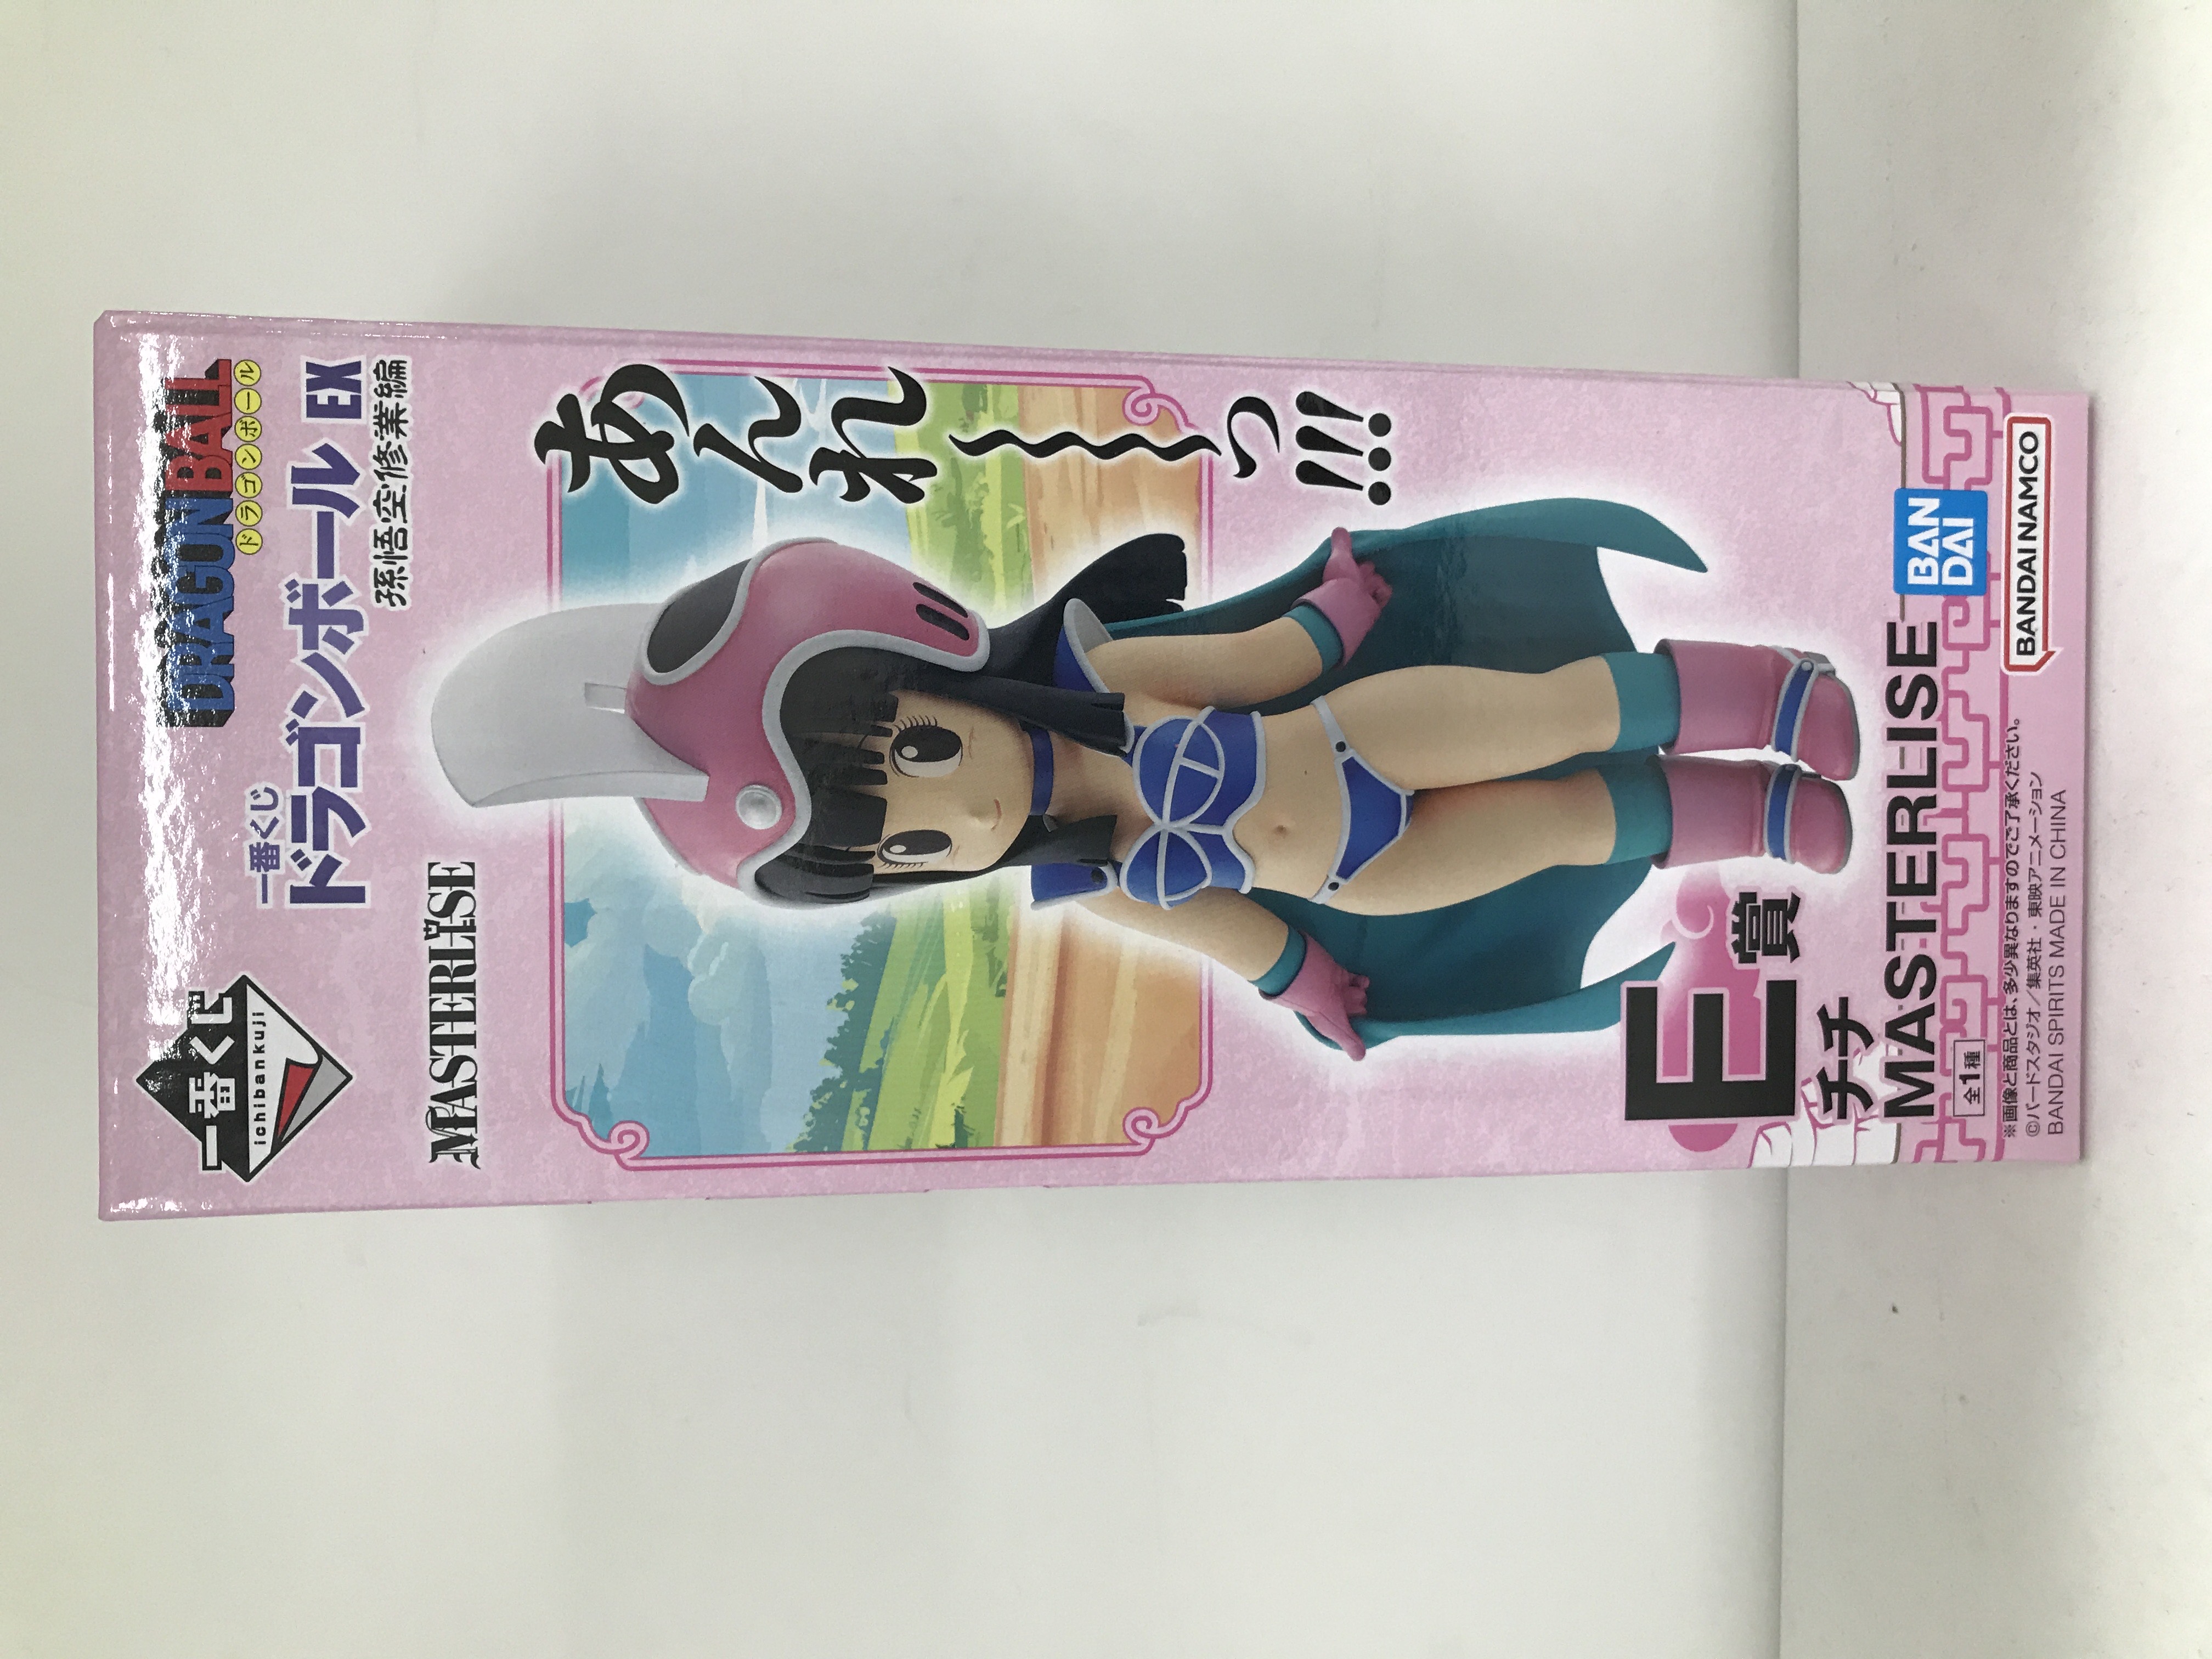 一番くじ
ichibankuji
DRAGON BALL
ドラゴンボール
一番くじ
ドラゴンボール EX
孫悟空修業編
MASTERLISE
あんれ〜〜〜っ!!!
E賞
チチ
MASTERLISE
全1種
BAN
DAI
※画像と商品とは、多少異なりますのでご了承ください。
©バードスタジオ/集英社・東映アニメーション
BANDAI SPIRITS MADE IN CHINA
BANDAI NAMCO